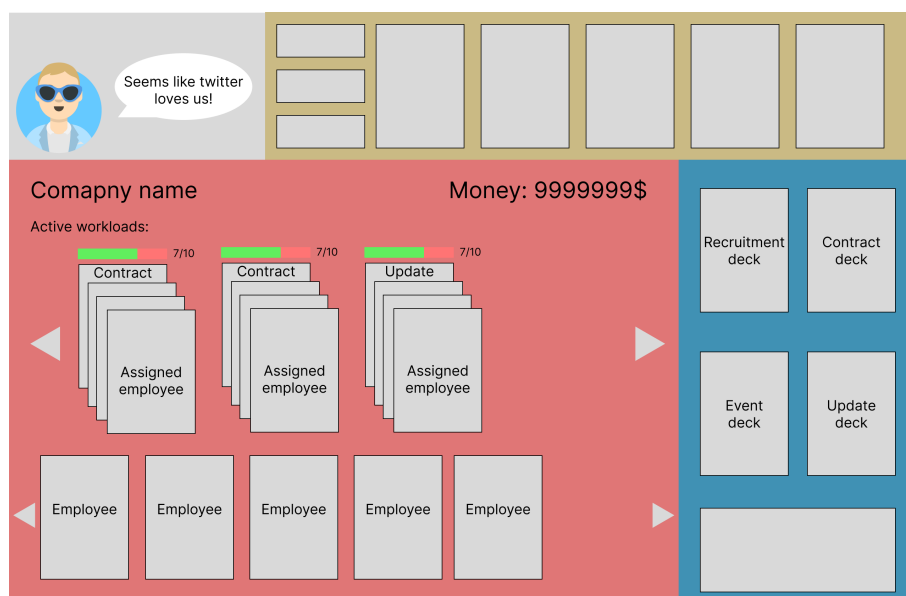 Seems like twitter
loves us!
Comapny name
Money: 9999999$
Active workloads:
7/10
7/10
7/10
Contract
Contract
Update
Assigned
employee
Assigned
employee
Assigned
employee
Employee
Employee
Employee
Employee
Employee
Recruitment
deck
Contract
deck
Event
deck
Update
deck